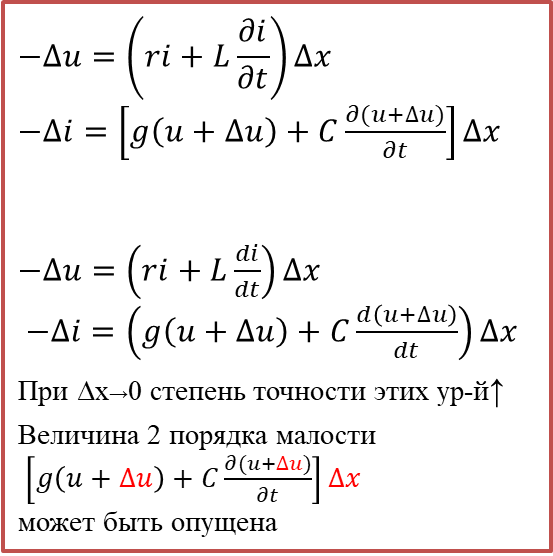 −Δu = (ri + L ∂i/∂t) Δx
−Δi = [g(u + Δu) + C ∂(u+Δu)/∂t] Δx
−Δu = (ri + L di/dt) Δx
−Δi = (g(u + Δu) + C d(u+Δu)/dt) Δx
При Δx→0 степень точности этих ур-й↑
Величина 2 порядка малости
[g(u + Δu) + C ∂(u+Δu)/∂t] Δx
может быть опущена